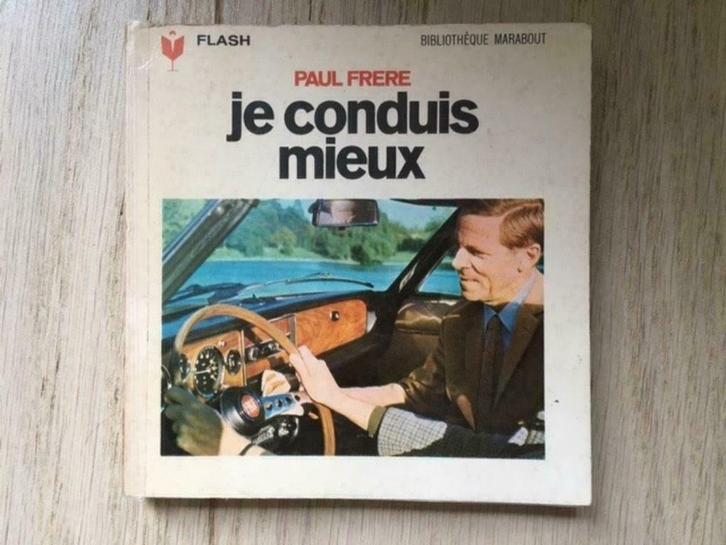 FLASH
BIBLIOTHÈQUE MARABOUT
PAUL FRERE
je conduis
mieux